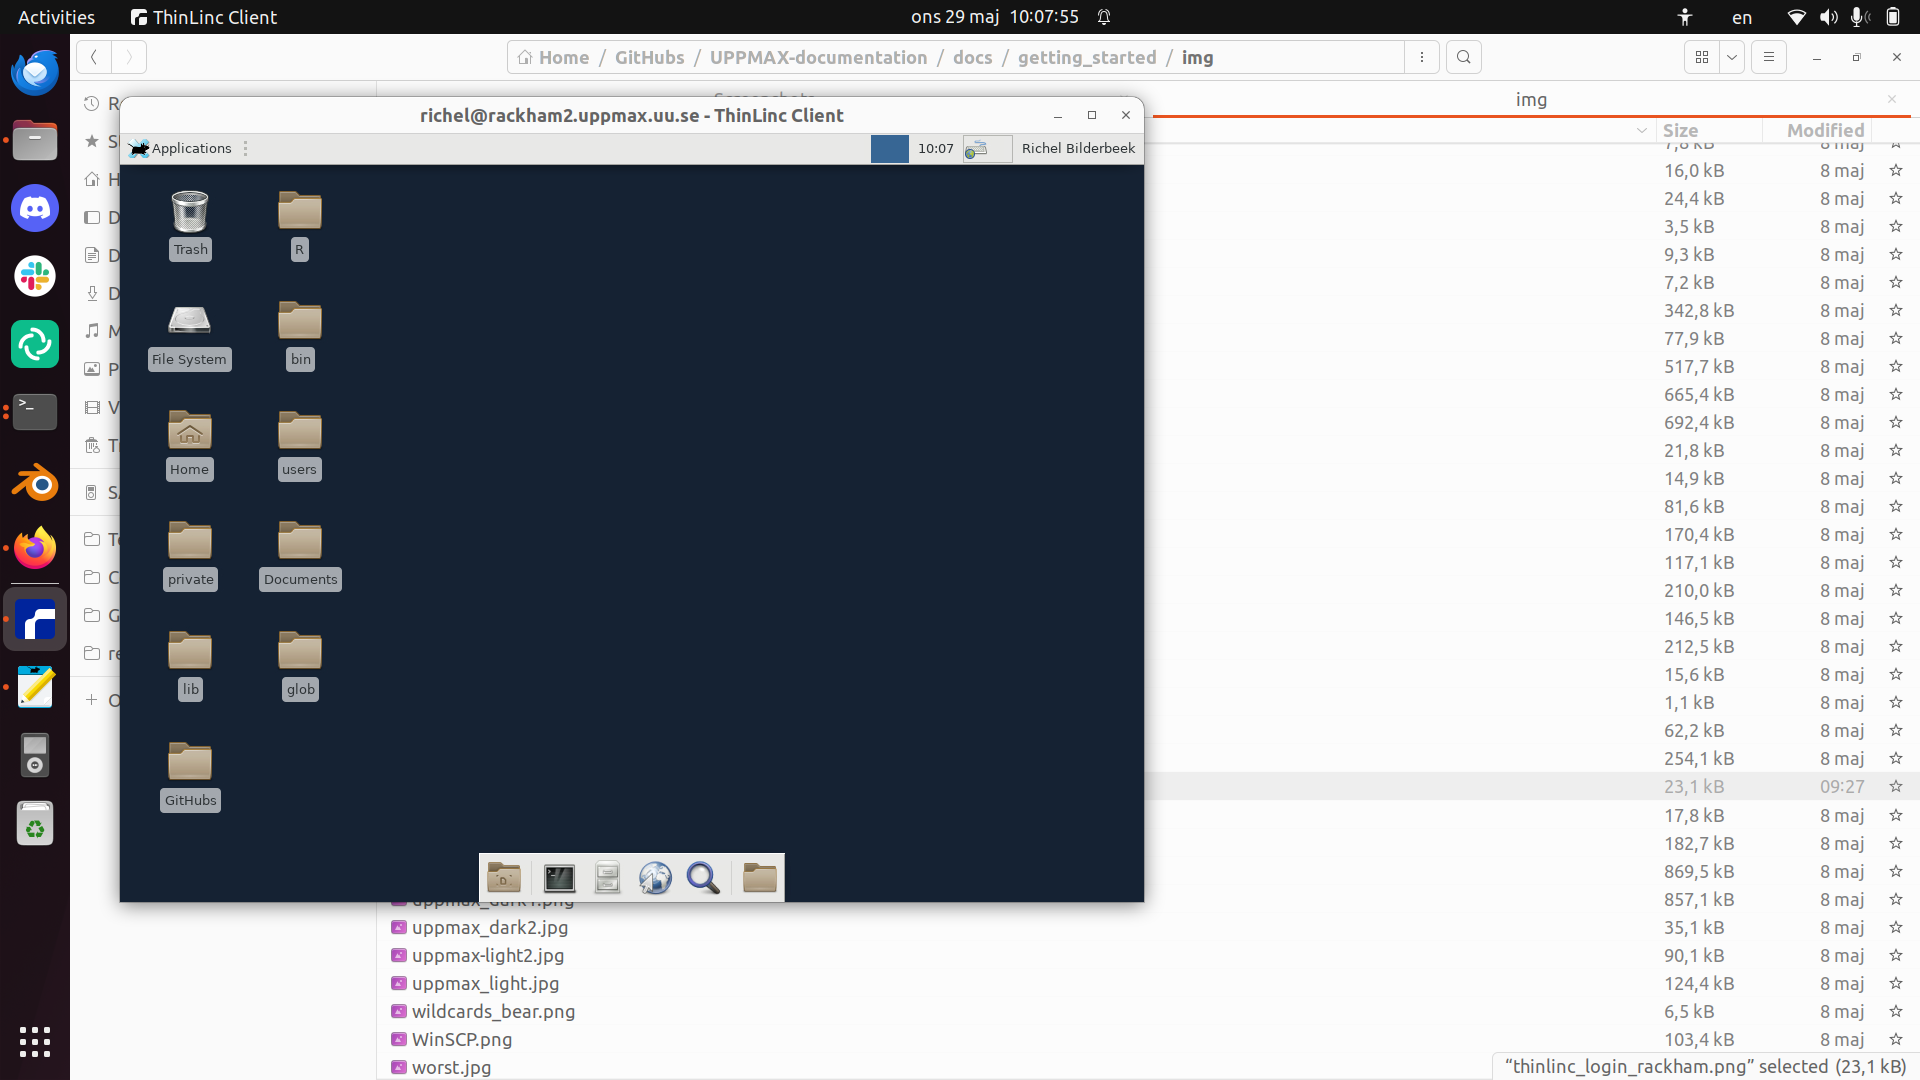 Activities ThinLinc Client ons 29 maj 10:07:55 en
Home / GitHubs / UPPMAX-documentation / docs / getting_started / img
img
Size Modified
richel@rackham2.uppmax.uu.se - ThinLinc Client
Applications 10:07 Richel Bilderbeek
Trash
R
File System
bin
Home
users
private
Documents
lib
glob
GitHubs
7,8 kB 8 maj
16,0 kB 8 maj
24,4 kB 8 maj
3,5 kB 8 maj
9,3 kB 8 maj
7,2 kB 8 maj
342,8 kB 8 maj
77,9 kB 8 maj
517,7 kB 8 maj
665,4 kB 8 maj
692,4 kB 8 maj
21,8 kB 8 maj
14,9 kB 8 maj
81,6 kB 8 maj
170,4 kB 8 maj
117,1 kB 8 maj
210,0 kB 8 maj
146,5 kB 8 maj
212,5 kB 8 maj
15,6 kB 8 maj
1,1 kB 8 maj
62,2 kB 8 maj
254,1 kB 8 maj
23,1 kB 09:27
17,8 kB 8 maj
182,7 kB 8 maj
869,5 kB 8 maj
857,1 kB 8 maj
uppmax_dark2.jpg 35,1 kB 8 maj
uppmax-light2.jpg 90,1 kB 8 maj
uppmax_light.jpg 124,4 kB 8 maj
wildcards_bear.png 6,5 kB 8 maj
WinSCP.png 103,4 kB 8 maj
worst.jpg
“thinlinc_login_rackham.png” selected (23,1 kB)